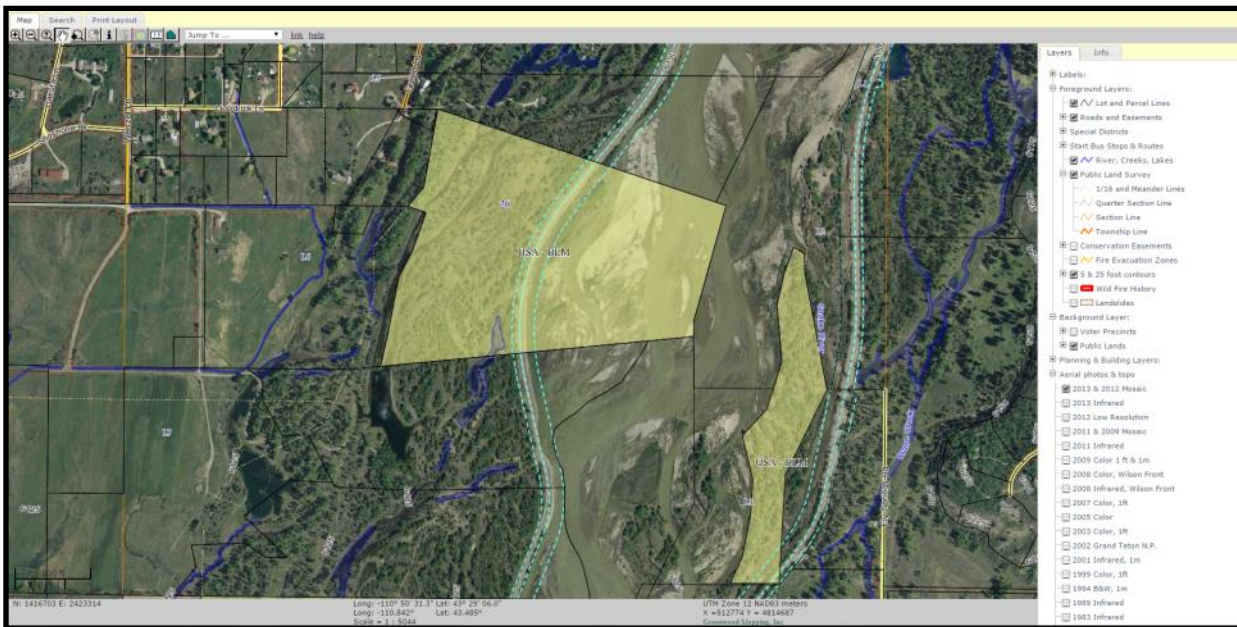 Map Search Print Layout
Jump To ... link help
Layers Info
Labels:
Foreground Layers:
Lot and Parcel Lines
Roads and Easements
Special Districts
Start Bus Stops & Routes
River, Creeks, Lakes
Public Land Survey
1/16 and Meander Lines
Quarter Section Line
Section Line
Township Line
Conservation Easements
Fire Evacuation Zones
5 & 25 foot contours
Wild Fire History
Landslides
Background Layer:
Voter Precincts
Public Lands
Planning & Building Layers:
Aerial photos & topo
2013 & 2012 Mosaic
2013 Infrared
2012 Low Resolution
2011 & 2009 Mosaic
2011 Infrared
2009 Color 1 ft & 1m
2008 Color, Wilson Front
2008 Infrared, Wilson Front
2007 Color, 1ft
2005 Color
2003 Color, 1ft
2002 Grand Teton N.P.
2001 Infrared, 1m
1999 Color, 1ft
1994 B&W, 1m
1989 Infrared
1983 Infrared
USA - BLM
USA - BLM
N: 1416703 E: 2423314
Long: -110° 50' 31.3" Lat: 43° 29' 06.0"
Long: -110.842° Lat: 43.485°
Scale = 1 : 5044
UTM Zone 12 NAD83 meters
X =512774 Y = 4814687
Greenwood Mapping, Inc.